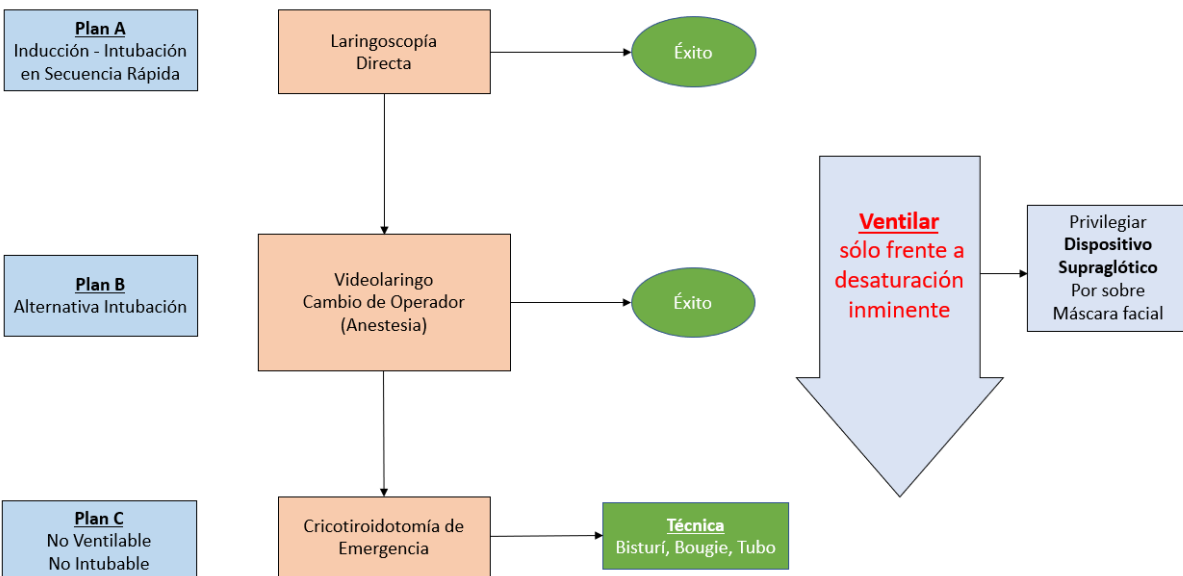 Plan A
Inducción - Intubación
en Secuencia Rápida
Laringoscopía
Directa
Éxito
Plan B
Alternativa Intubación
Videolaringo
Cambio de Operador
(Anestesia)
Éxito
Ventilar
sólo frente a
desaturación
inminente
Privilegiar
Dispositivo
Supraglótico
Por sobre
Máscara facial
Plan C
No Ventilable
No Intubable
Cricotiroidotomía de
Emergencia
Técnica
Bisturí, Bougie, Tubo